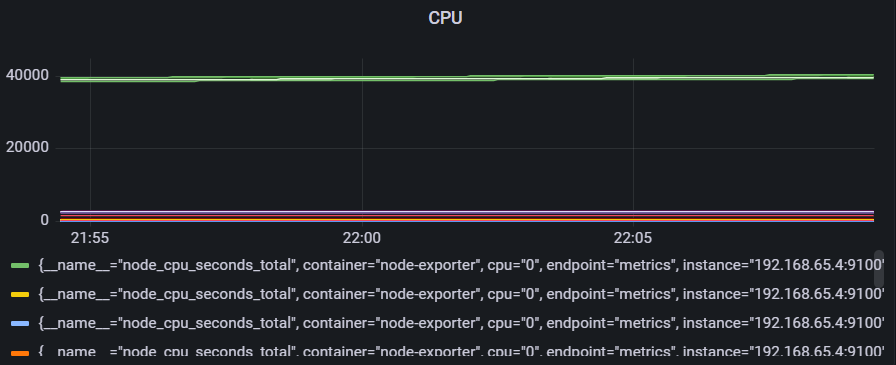 CPU
40000
20000
0
21:55 22:00 22:05
{__name__="node_cpu_seconds_total", container="node-exporter", cpu="0", endpoint="metrics", instance="192.168.65.4:9100"
{__name__="node_cpu_seconds_total", container="node-exporter", cpu="0", endpoint="metrics", instance="192.168.65.4:9100"
{__name__="node_cpu_seconds_total", container="node-exporter", cpu="0", endpoint="metrics", instance="192.168.65.4:9100"
{__name__="node_cpu_seconds_total", container="node-exporter", cpu="0", endpoint="metrics", instance="192.168.65.4:9100"